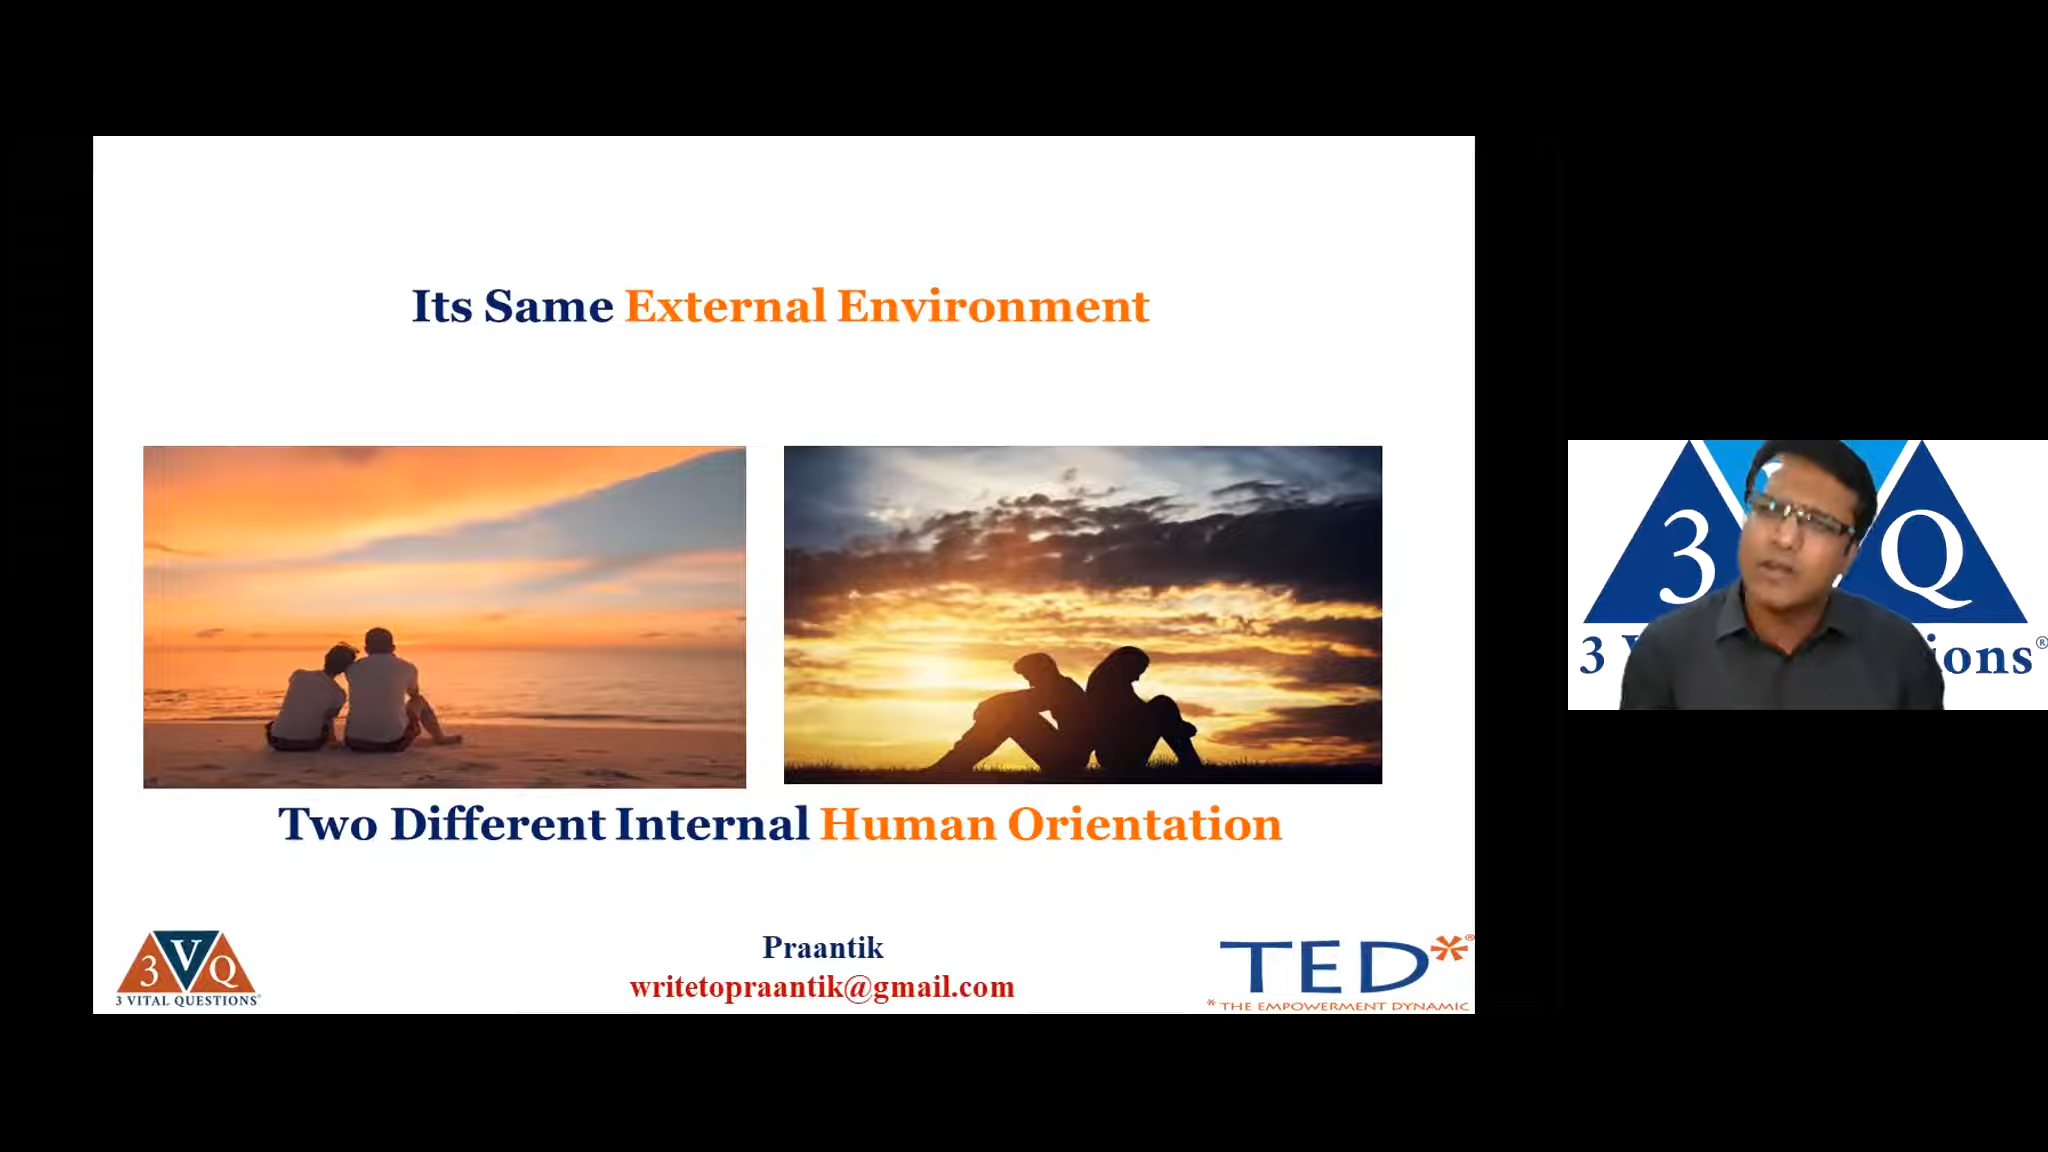 Its Same External Environment
Two Different Internal Human Orientation
3VQ
3 VITAL QUESTIONS®
Praantik
writetopraantik@gmail.com
TED*®
* THE EMPOWERMENT DYNAMIC
3 Q
3 V ions®